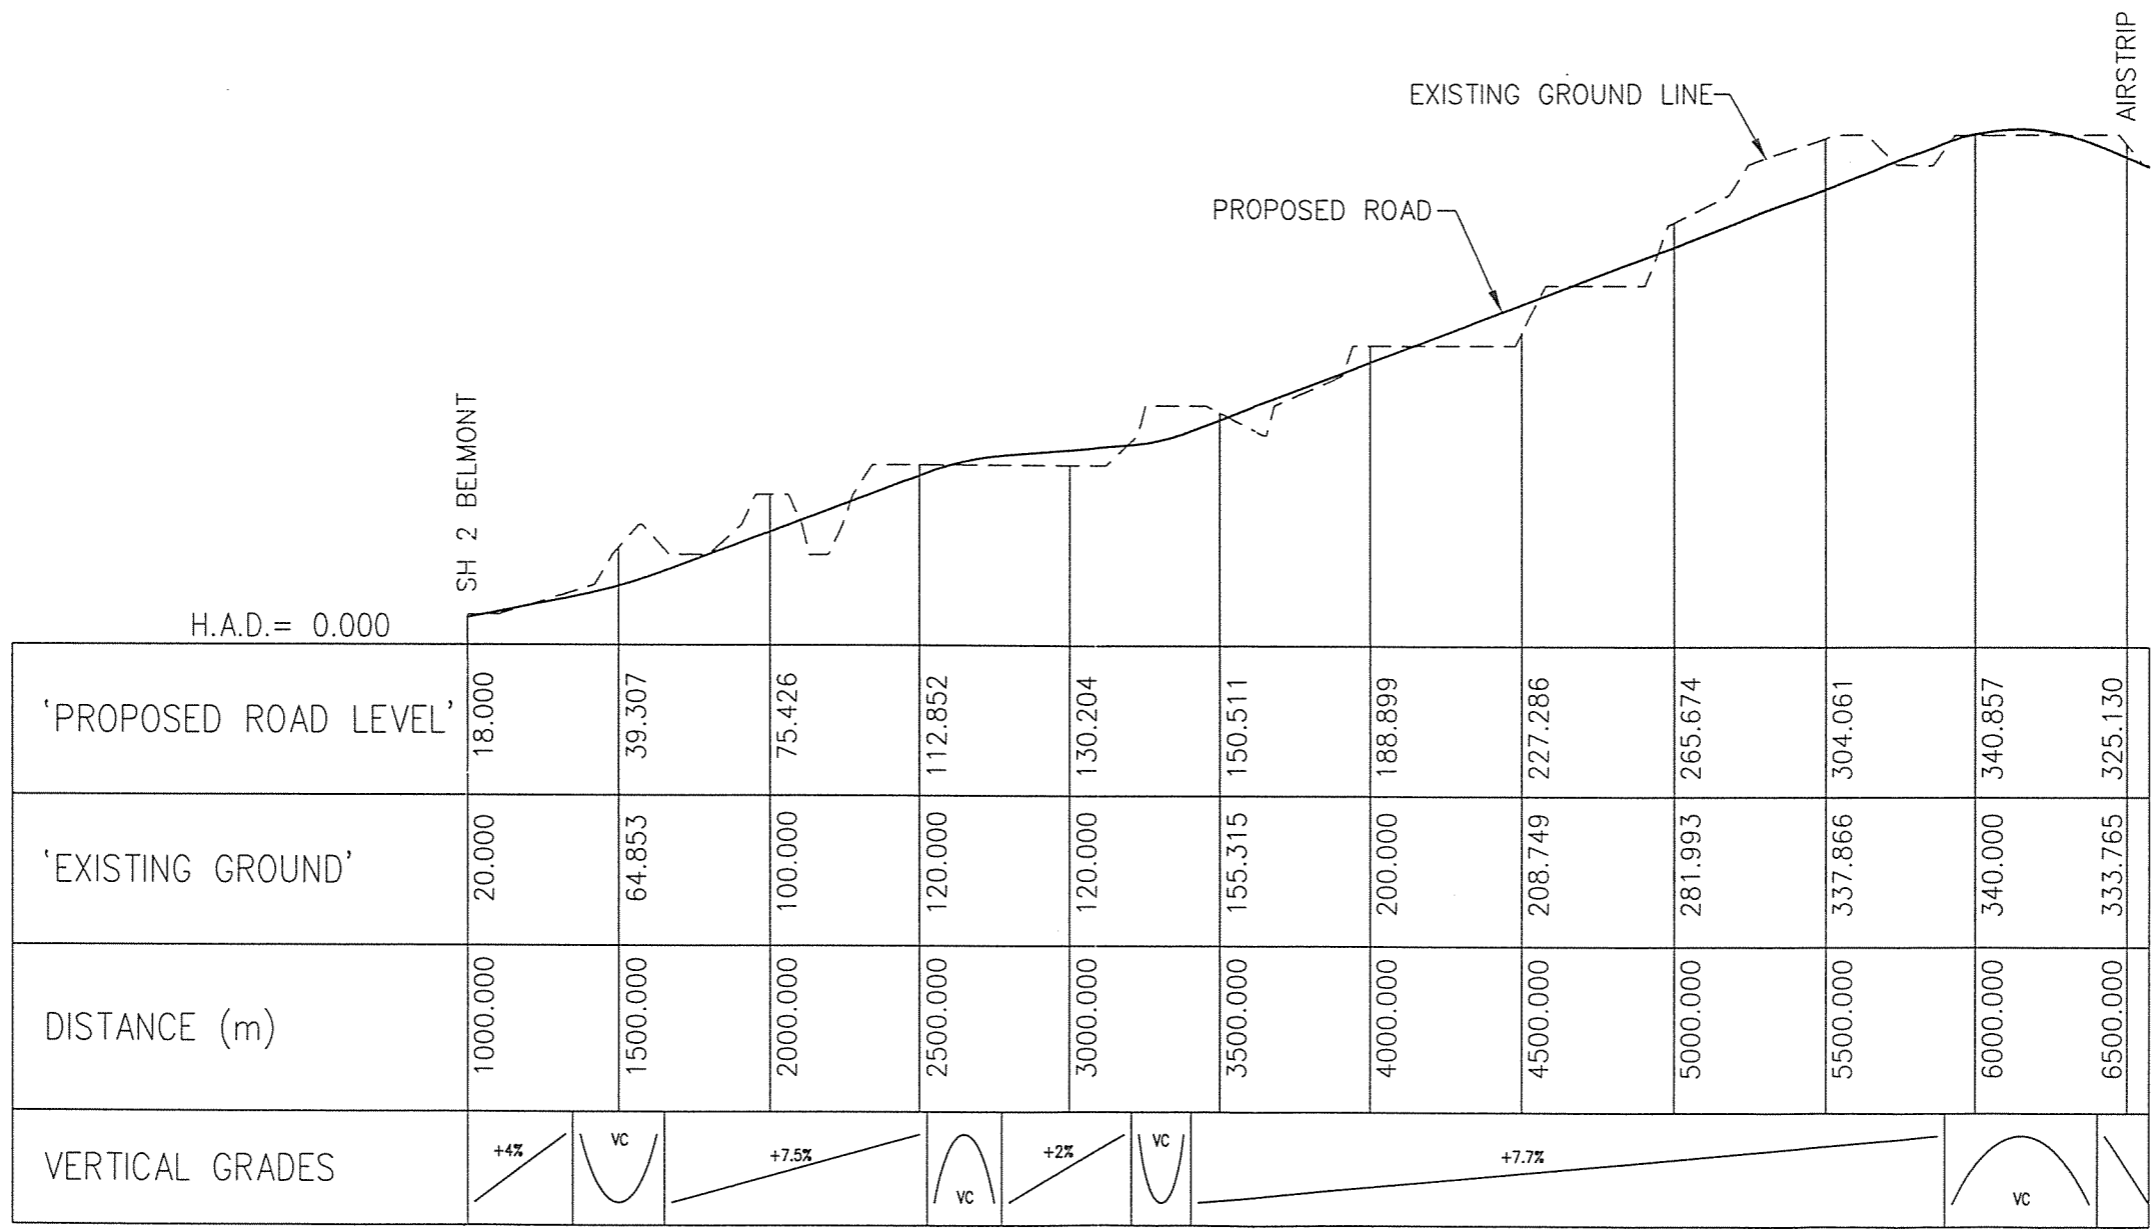 AIRSTRIP
EXISTING GROUND LINE
PROPOSED ROAD
SH 2 BELMONT
H.A.D.= 0.000
'PROPOSED ROAD LEVEL' 18.000 39.307 75.426 112.852 130.204 150.511 188.899 227.286 265.674 304.061 340.857 325.130
'EXISTING GROUND' 20.000 64.853 100.000 120.000 120.000 155.315 200.000 208.749 281.993 337.866 340.000 333.765
DISTANCE (m) 1000.000 1500.000 2000.000 2500.000 3000.000 3500.000 4000.000 4500.000 5000.000 5500.000 6000.000 6500.000
VERTICAL GRADES +4% VC +7.5% VC +2% VC +7.7% VC